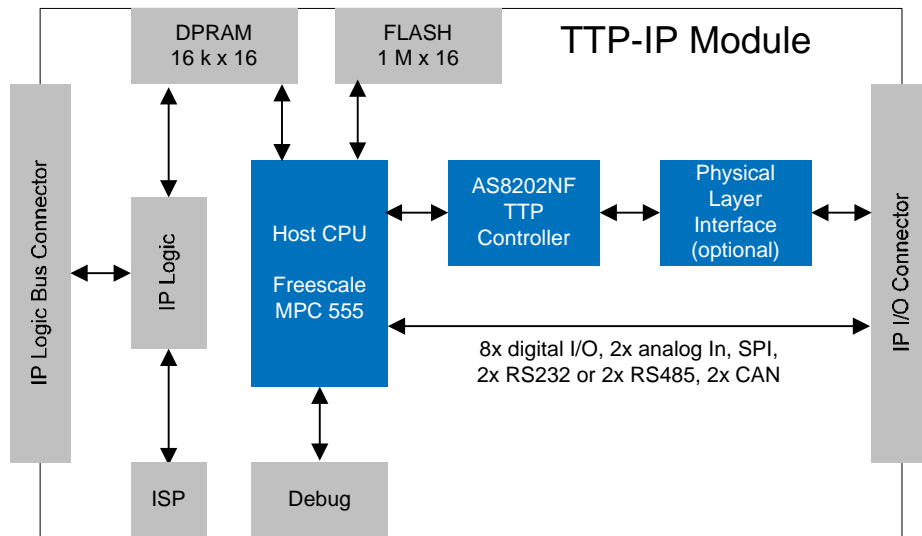 DPRAM
16 k x 16
FLASH
1 M x 16
TTP-IP Module
IP Logic Bus Connector
IP Logic
Host CPU
Freescale
MPC 555
AS8202NF
TTP
Controller
Physical
Layer
Interface
(optional)
IP I/O Connector
8x digital I/O, 2x analog In, SPI,
2x RS232 or 2x RS485, 2x CAN
ISP
Debug